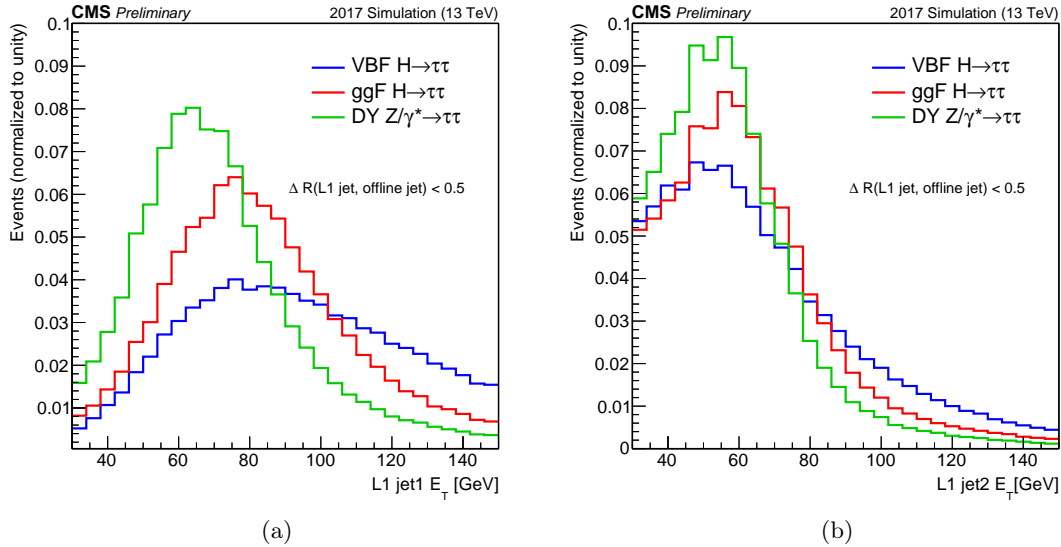 CMS Preliminary 2017 Simulation (13 TeV)
Events (normalized to unity)
0.1
0.09
0.08
0.07
0.06
0.05
0.04
0.03
0.02
0.01
VBF H→ττ
ggF H→ττ
DY Z/γ*→ττ
Δ R(L1 jet, offline jet) < 0.5
40 60 80 100 120 140
L1 jet1 E_T [GeV]
(a)
CMS Preliminary 2017 Simulation (13 TeV)
Events (normalized to unity)
0.1
0.09
0.08
0.07
0.06
0.05
0.04
0.03
0.02
0.01
0
VBF H→ττ
ggF H→ττ
DY Z/γ*→ττ
Δ R(L1 jet, offline jet) < 0.5
40 60 80 100 120 140
L1 jet2 E_T[GeV]
(b)